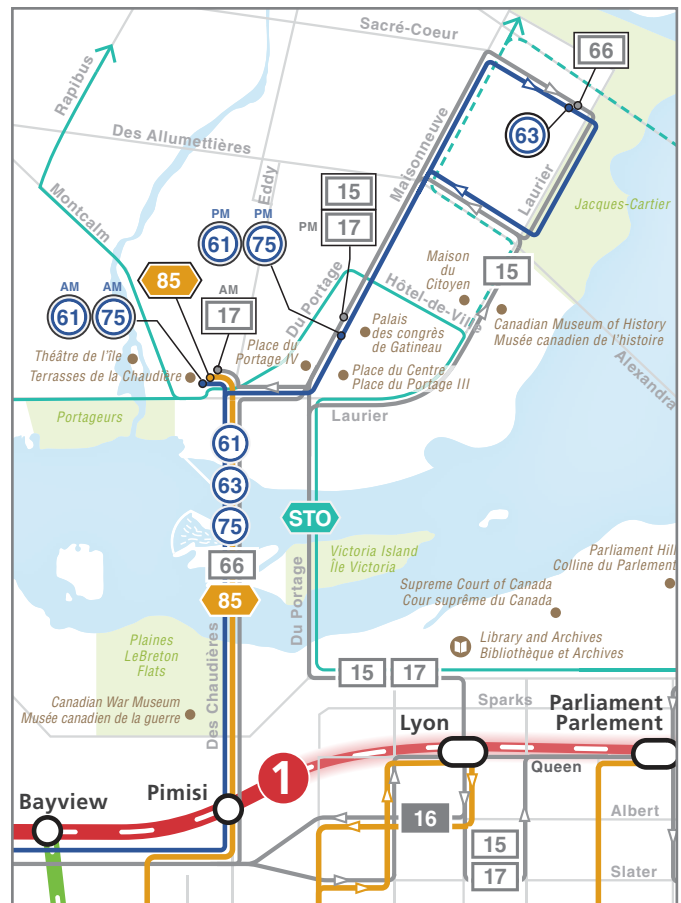 Sacré-Coeur
66
Rapibus
63
Des Allumettières
Maisonneuve
Eddy
Laurier
Jacques-Cartier
Montcalm
15
PM 17
PM PM
61 75
85
AM
17
AM AM
61 75
Du Portage
Hôtel-de-Ville
Maison
du
Citoyen
15
Canadian Museum of History
Musée canadien de l'histoire
Alexandra
Palais
des congrès
de Gatineau
Place du
Portage IV
Théâtre de l'île
Terrasses de la Chaudière
Place du Centre
Place du Portage III
Portageurs
Laurier
61
63
75
66
85
STO
Victoria Island
Île Victoria
Du Portage
Parliament Hill
Colline du Parlement
Supreme Court of Canada
Cour suprême du Canada
Library and Archives
Bibliothèque et Archives
Plaines
LeBreton
Flats
Des Chaudières
Canadian War Museum
Musée canadien de la guerre
15 17
Sparks
Lyon
Parliament
Parlement
Queen
1
Pimisi
Bayview
16
Albert
15
17
Slater